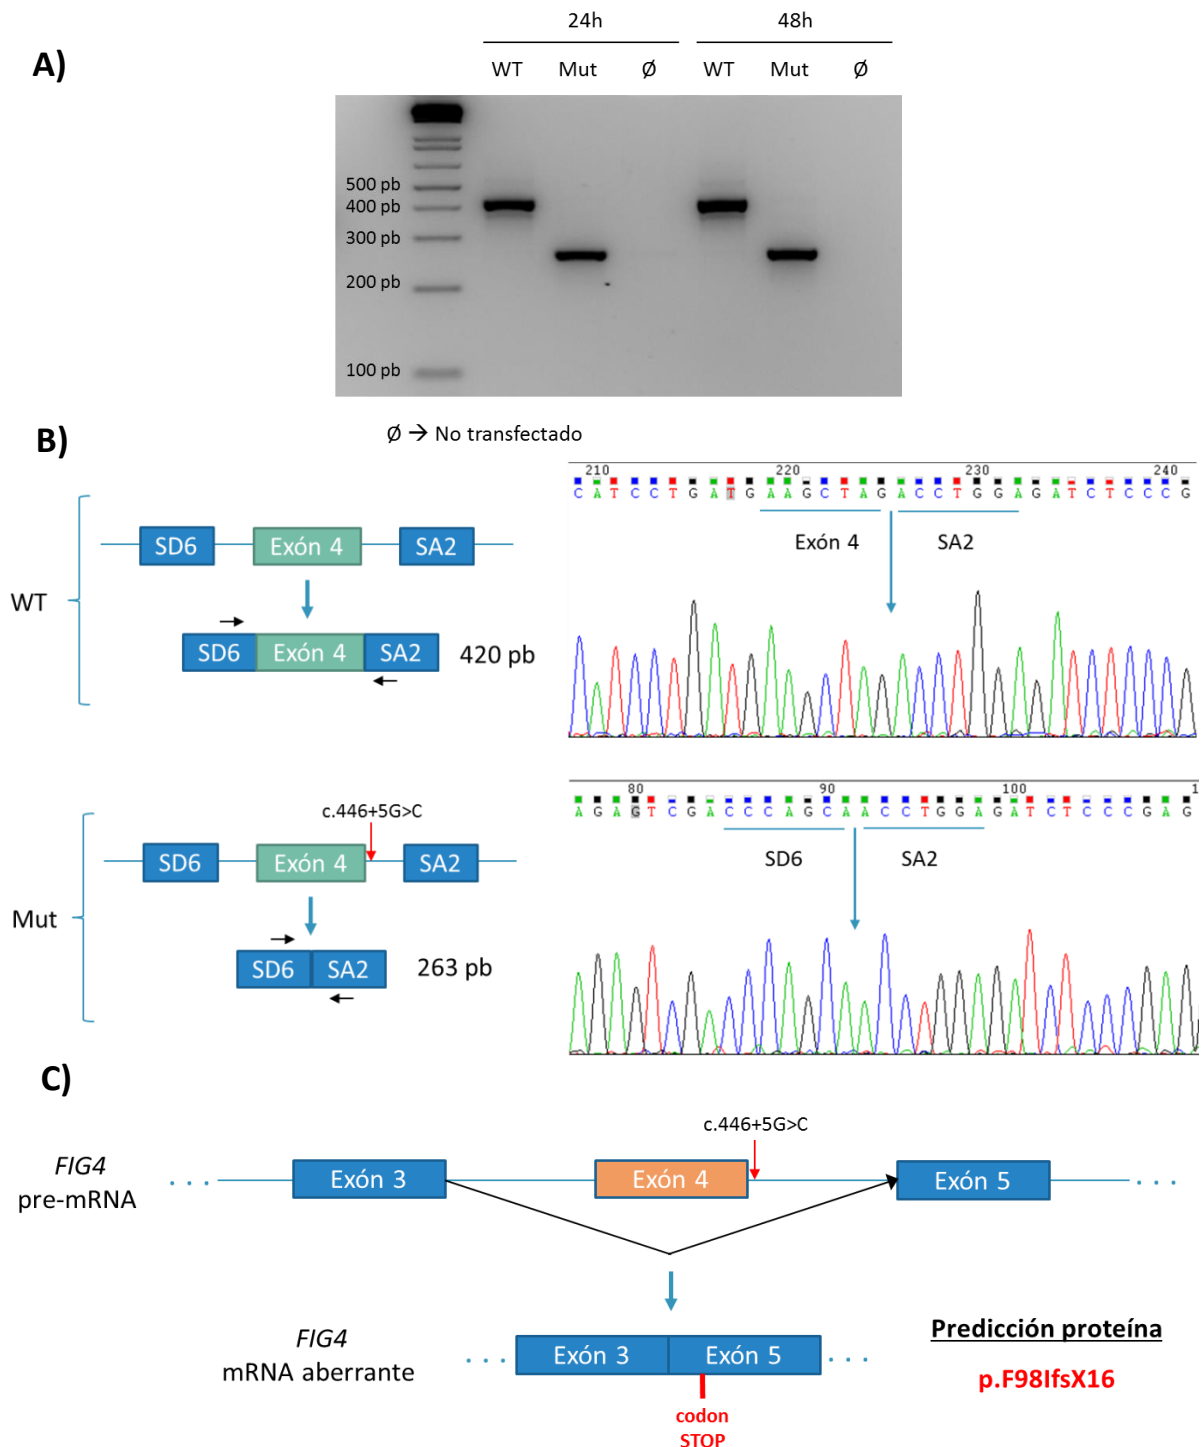 A)
24h 48h
WT Mut Ø WT Mut Ø
500 pb
400 pb
300 pb
200 pb
100 pb
Ø → No transfectado
B)
WT
SD6 Exón 4 SA2
SD6 Exón 4 SA2 420 pb
210 220 230 240
C A T C C T G A T G A A G C T A G A C C T G G A G A T C T C C C G
Exón 4 SA2
Mut
c.446+5G>C
SD6 Exón 4 SA2
SD6 SA2 263 pb
80 90 100 1
A G A G T C G A C C C A G C A A C C T G G A G A T C T C C C G A G
SD6 SA2
C)
c.446+5G>C
FIG4
pre-mRNA
. . . Exón 3 Exón 4 Exón 5 . . .
FIG4
mRNA aberrante
. . . Exón 3 Exón 5 . . .
codon
STOP
Predicción proteína
p.F98IfsX16